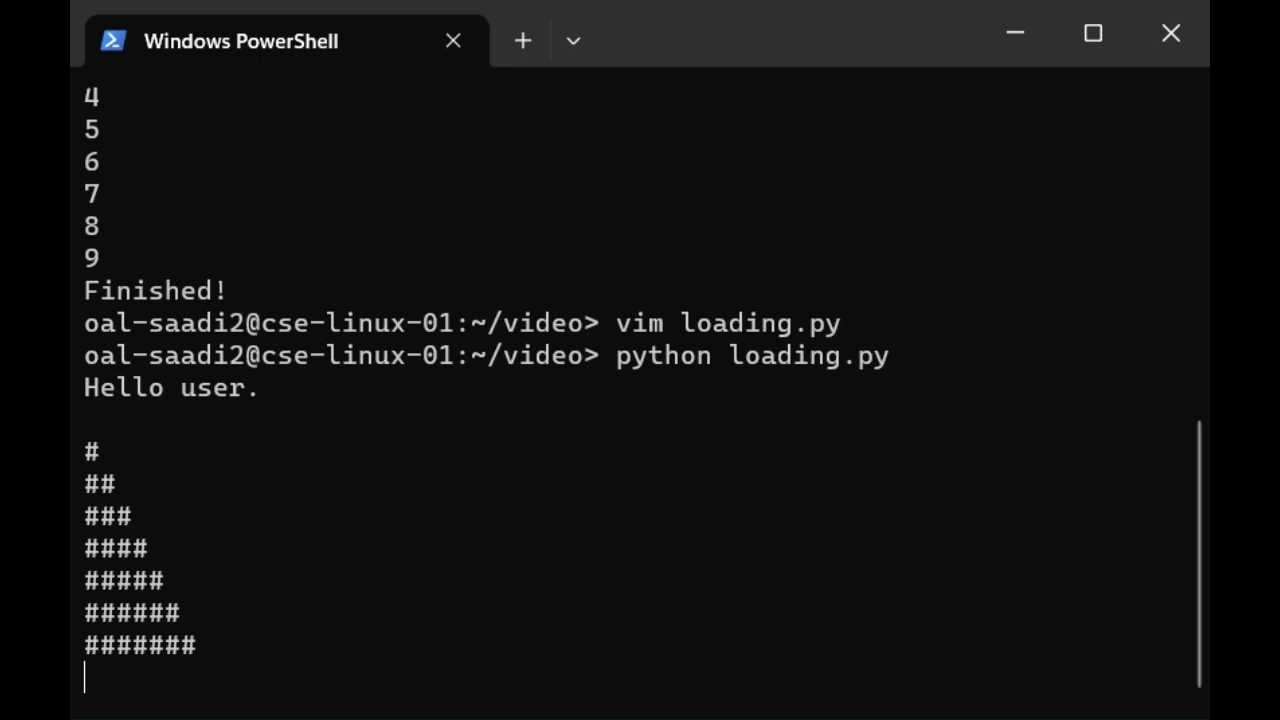 Windows PowerShell
4
5
6
7
8
9
Finished!
oal-saadi2@cse-linux-01:~/video> vim loading.py
oal-saadi2@cse-linux-01:~/video> python loading.py
Hello user.
#
##
###
####
#####
######
#######